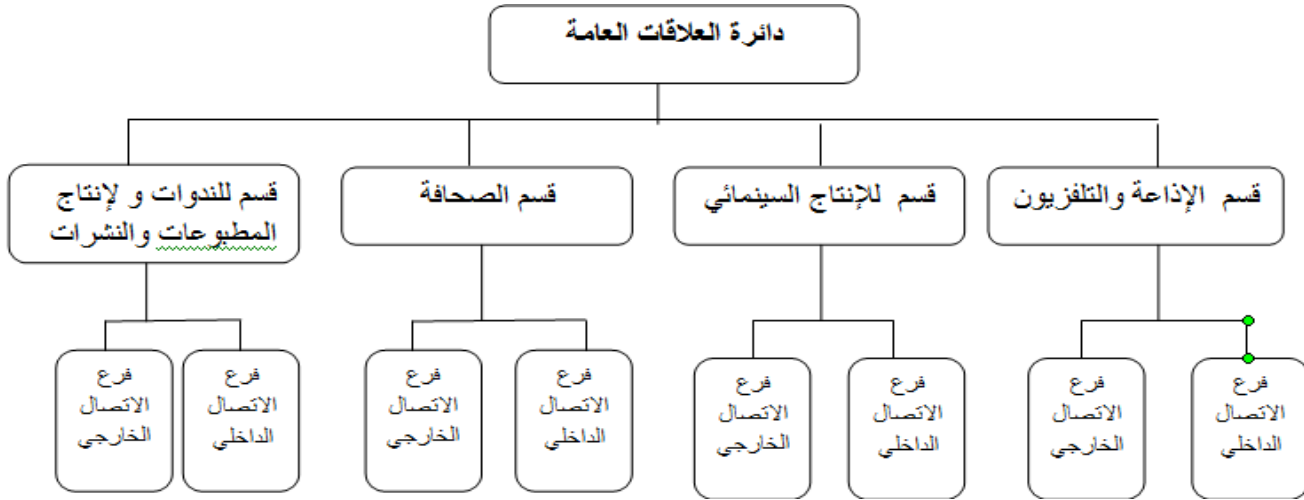 دائرة العلاقات العامة
قسم الإذاعة والتلفزيون
قسم للإنتاج السينمائي
قسم الصحافة
قسم للندوات و لإنتاج
المطبوعات والنشرات
فرع
الاتصال
الداخلي
فرع
الاتصال
الخارجي
فرع
الاتصال
الداخلي
فرع
الاتصال
الخارجي
فرع
الاتصال
الداخلي
فرع
الاتصال
الخارجي
فرع
الاتصال
الداخلي
فرع
الاتصال
الخارجي